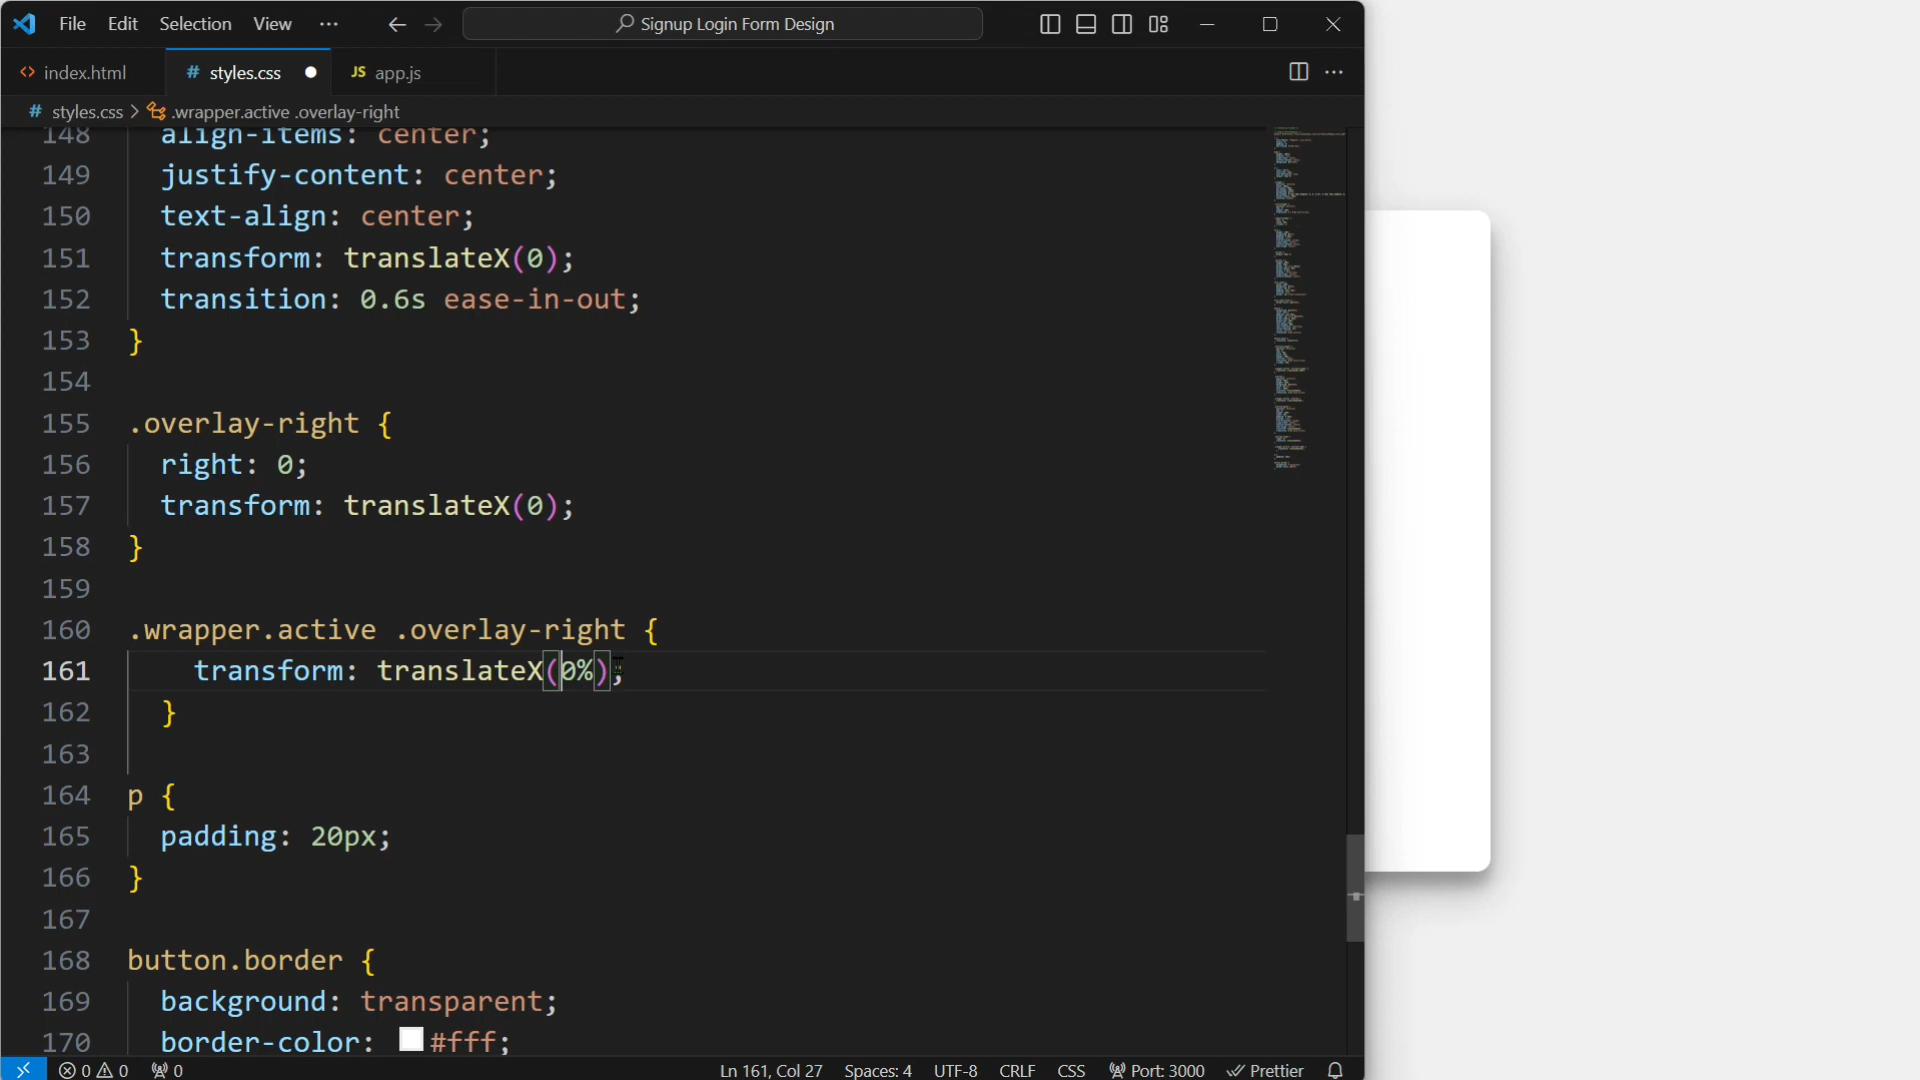 File Edit Selection View ··· Signup Login Form Design
index.html # styles.css JS app.js ···
# styles.css > .wrapper.active .overlay-right
148 align-items: center;
149 justify-content: center;
150 text-align: center;
151 transform: translateX(0);
152 transition: 0.6s ease-in-out;
153 }
154
155 .overlay-right {
156 right: 0;
157 transform: translateX(0);
158 }
159
160 .wrapper.active .overlay-right {
161 transform: translateX(0%);
162 }
163
164 p {
165 padding: 20px;
166 }
167
168 button.border {
169 background: transparent;
170 border-color: #fff;
0 0 0 Ln 161, Col 27 Spaces: 4 UTF-8 CRLF CSS Port: 3000 Prettier